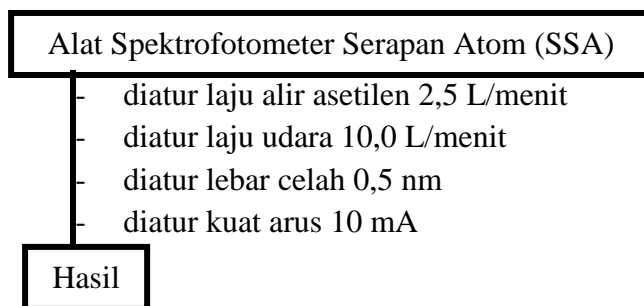 Alat Spektrofotometer Serapan Atom (SSA)
- diatur laju alir asetilen 2,5 L/menit
- diatur laju udara 10,0 L/menit
- diatur lebar celah 0,5 nm
- diatur kuat arus 10 mA
Hasil